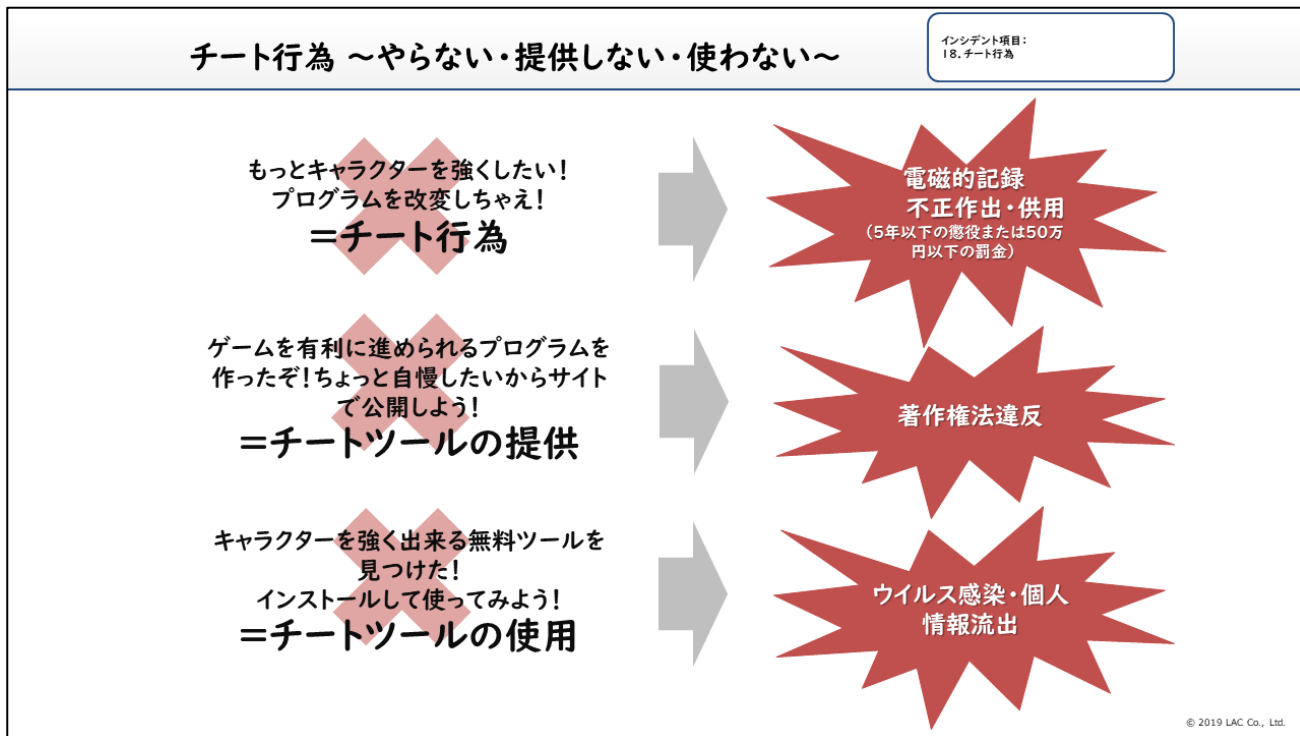 チート行為 ～やらない・提供しない・使わない～
インシデント項目：
18.チート行為
もっとキャラクターを強くしたい！
プログラムを改変しちゃえ！
＝チート行為
電磁的記録
不正作出・供用
（5年以下の懲役または50万
円以下の罰金）
ゲームを有利に進められるプログラムを
作ったぞ！ちょっと自慢したいからサイト
で公開しよう！
＝チートツールの提供
著作権法違反
キャラクターを強く出来る無料ツールを
見つけた！
インストールして使ってみよう！
＝チートツールの使用
ウイルス感染・個人
情報流出
© 2019 LAC Co., Ltd.